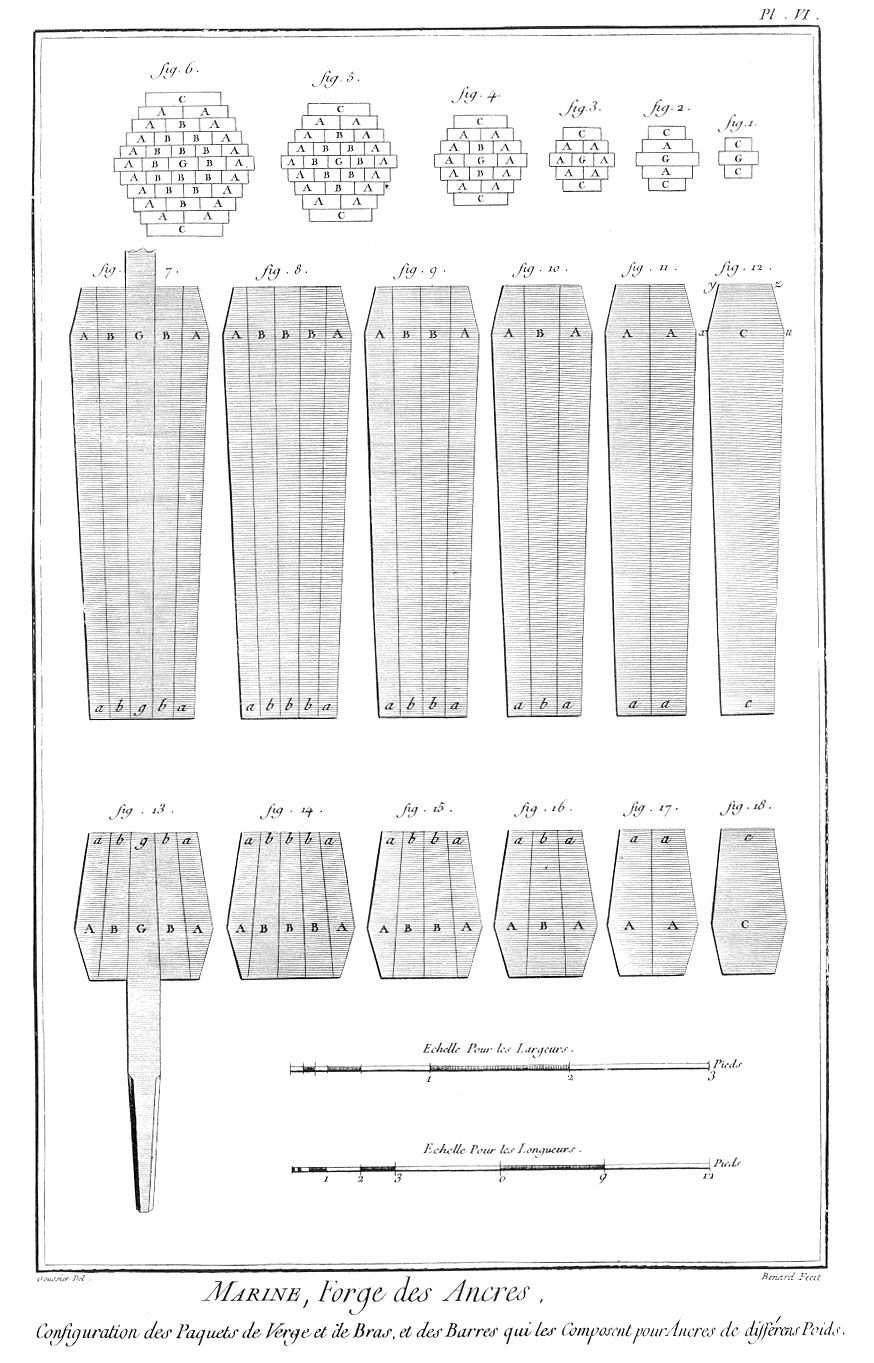 Pl. VI.
fig. 6. fig. 5. fig. 4. fig. 3. fig. 2. fig. 1.
C
A A
A B A
A B B A
A B B B A
A B G B A
A B B B A
A B B A
A B A
A A
C
C
A A
A B A
A B B A
A B G B A
A B B A
A B A
A A
C
C
A A
A B A
A G A
A B A
A A
C
C
A A
A G A
A A
C
C
A
G
A
C
C
G
C
fig. 7. fig. 8. fig. 9. fig. 10. fig. 11. fig. 12.
y z
A B G B A A B B B A A B B A A B A A A x C u
a b g b a a b b b a a b b a a b a a a c
fig. 13. fig. 14. fig. 15. fig. 16. fig. 17. fig. 18.
a b g b a a b b b a a b b a a b a a a c
A B G B A A B B B A A B B A A B A A A C
Echelle Pour les Largeurs.
Pieds
1 2 3
Echelle Pour les Longueurs.
Pieds
1 2 3 6 9 12
Goussier Del. Benard Fecit
MARINE, Forge des Ancres,
Configuration des Paquets de Verge et de Bras, et des Barres qui les Composent pour Ancres de différens Poids.